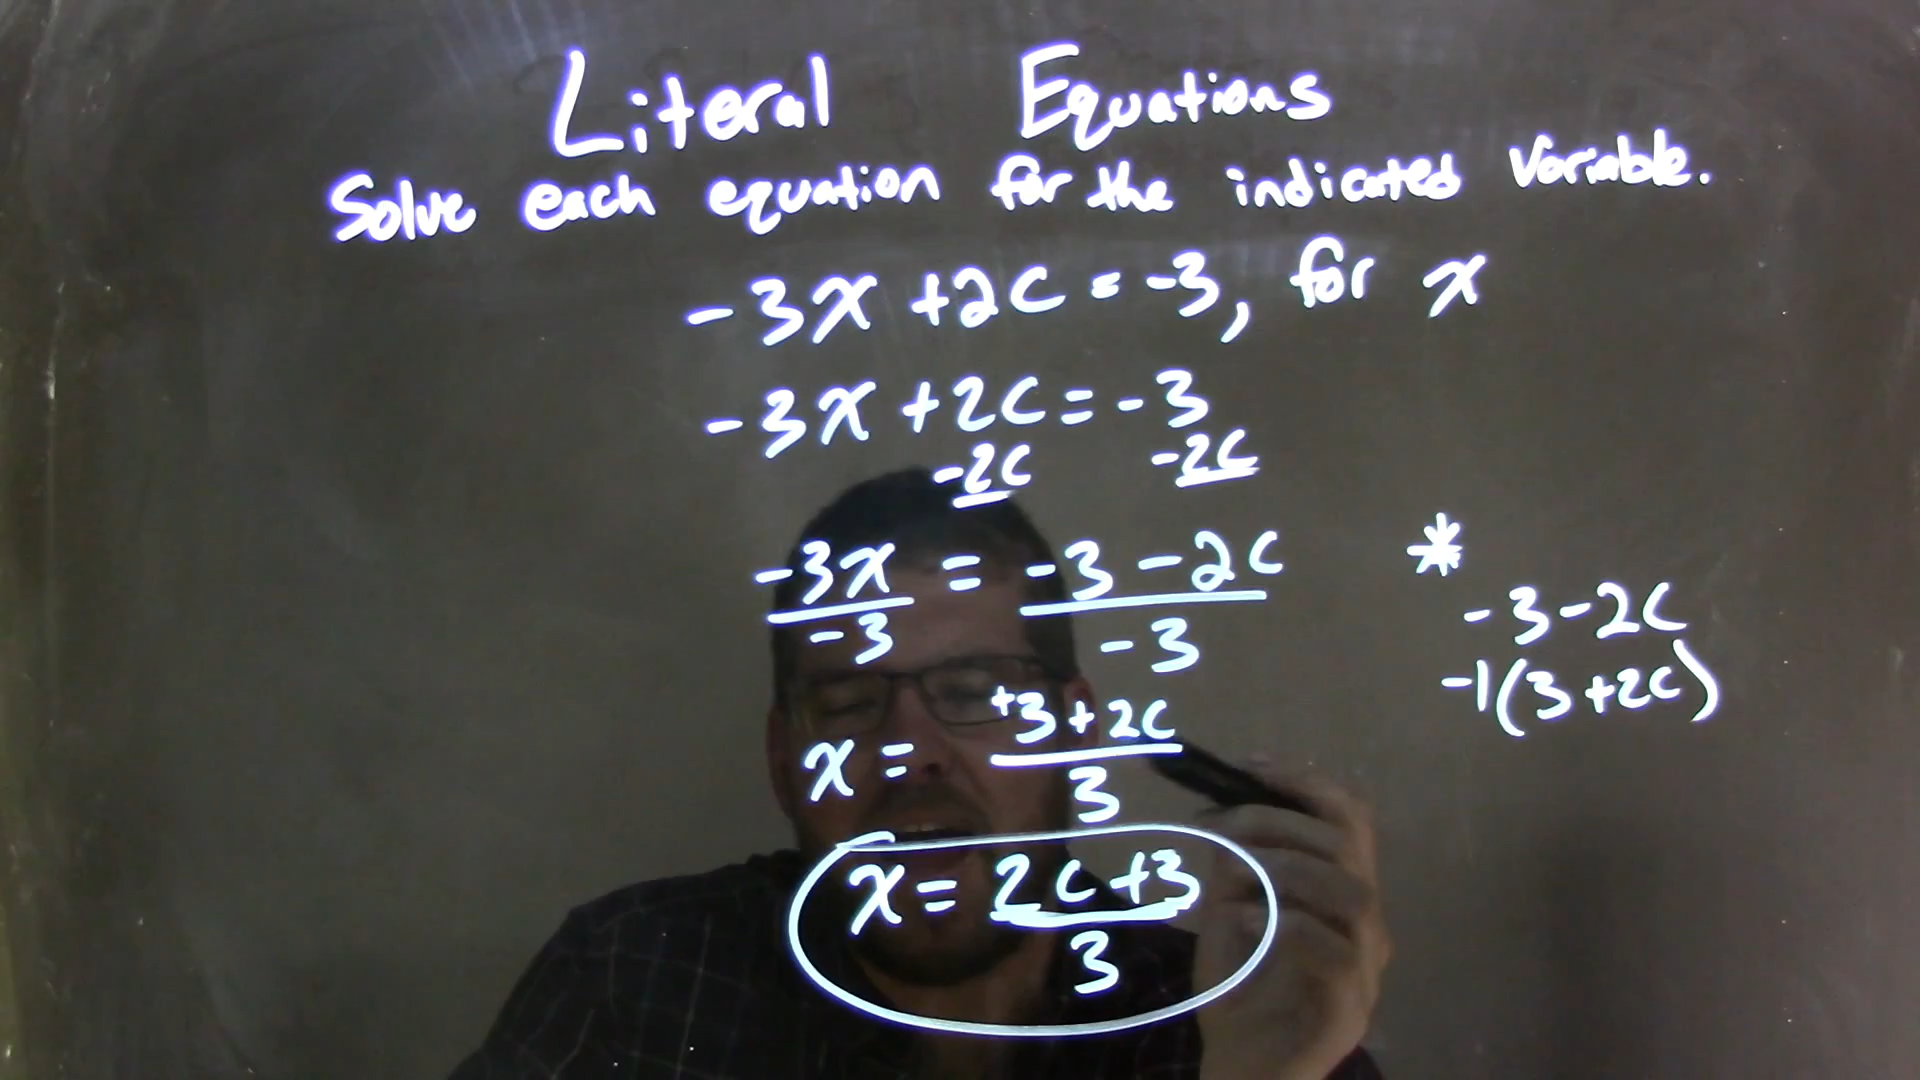 Literal Equations
Solve each equation for the indicated variable.
-3x + 2c = -3, for x
-3x + 2c = -3
-2c -2c
-3x = -3 - 2c
-3 -3
*
-3 - 2c
-1(3 + 2c)
x = +3 + 2c
3
x = 2c + 3
3